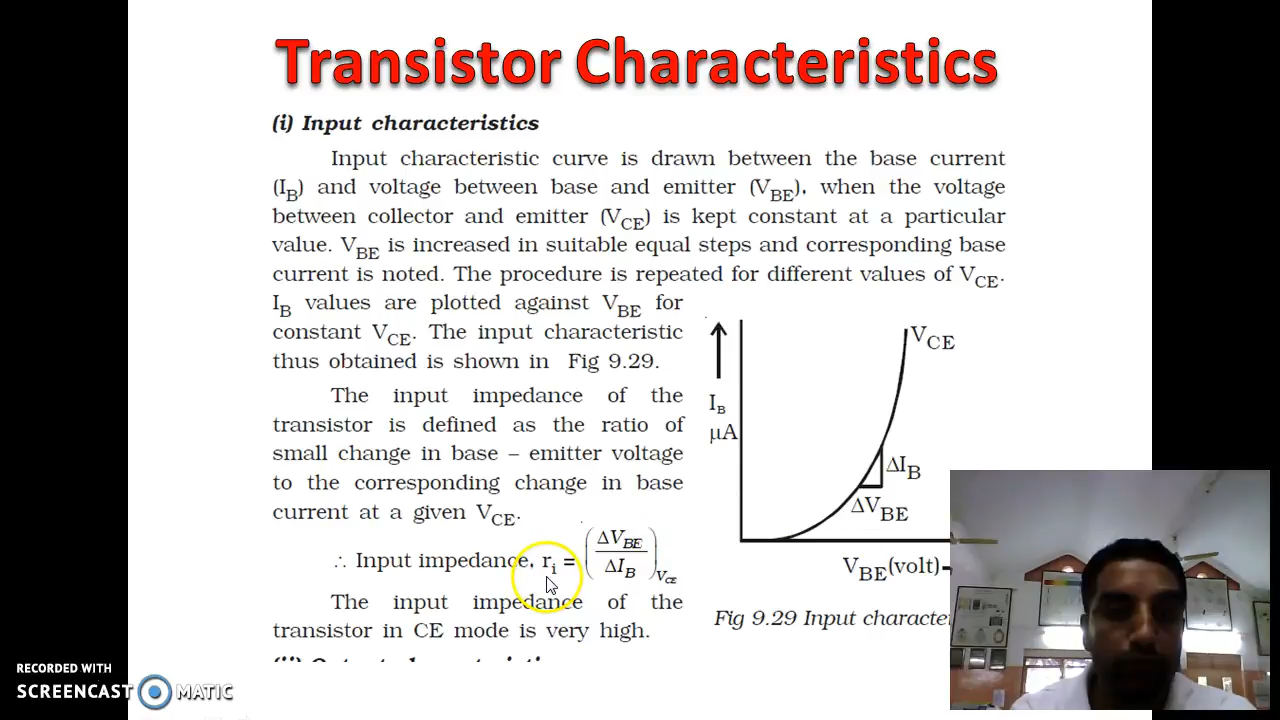 Transistor Characteristics
(i) Input characteristics
Input characteristic curve is drawn between the base current
(IB) and voltage between base and emitter (VBE), when the voltage
between collector and emitter (VCE) is kept constant at a particular
value. VBE is increased in suitable equal steps and corresponding base
current is noted. The procedure is repeated for different values of VCE.
IB values are plotted against VBE for
constant VCE. The input characteristic
thus obtained is shown in Fig 9.29.
The input impedance of the
transistor is defined as the ratio of
small change in base – emitter voltage
to the corresponding change in base
current at a given VCE.
∴ Input impedance, ri = (ΔVBE / ΔIB)VCE
The input impedance of the
transistor in CE mode is very high.
VCE
IB
μA
ΔIB
ΔVBE
VBE(volt)
Fig 9.29 Input character
RECORDED WITH
SCREENCAST MATIC